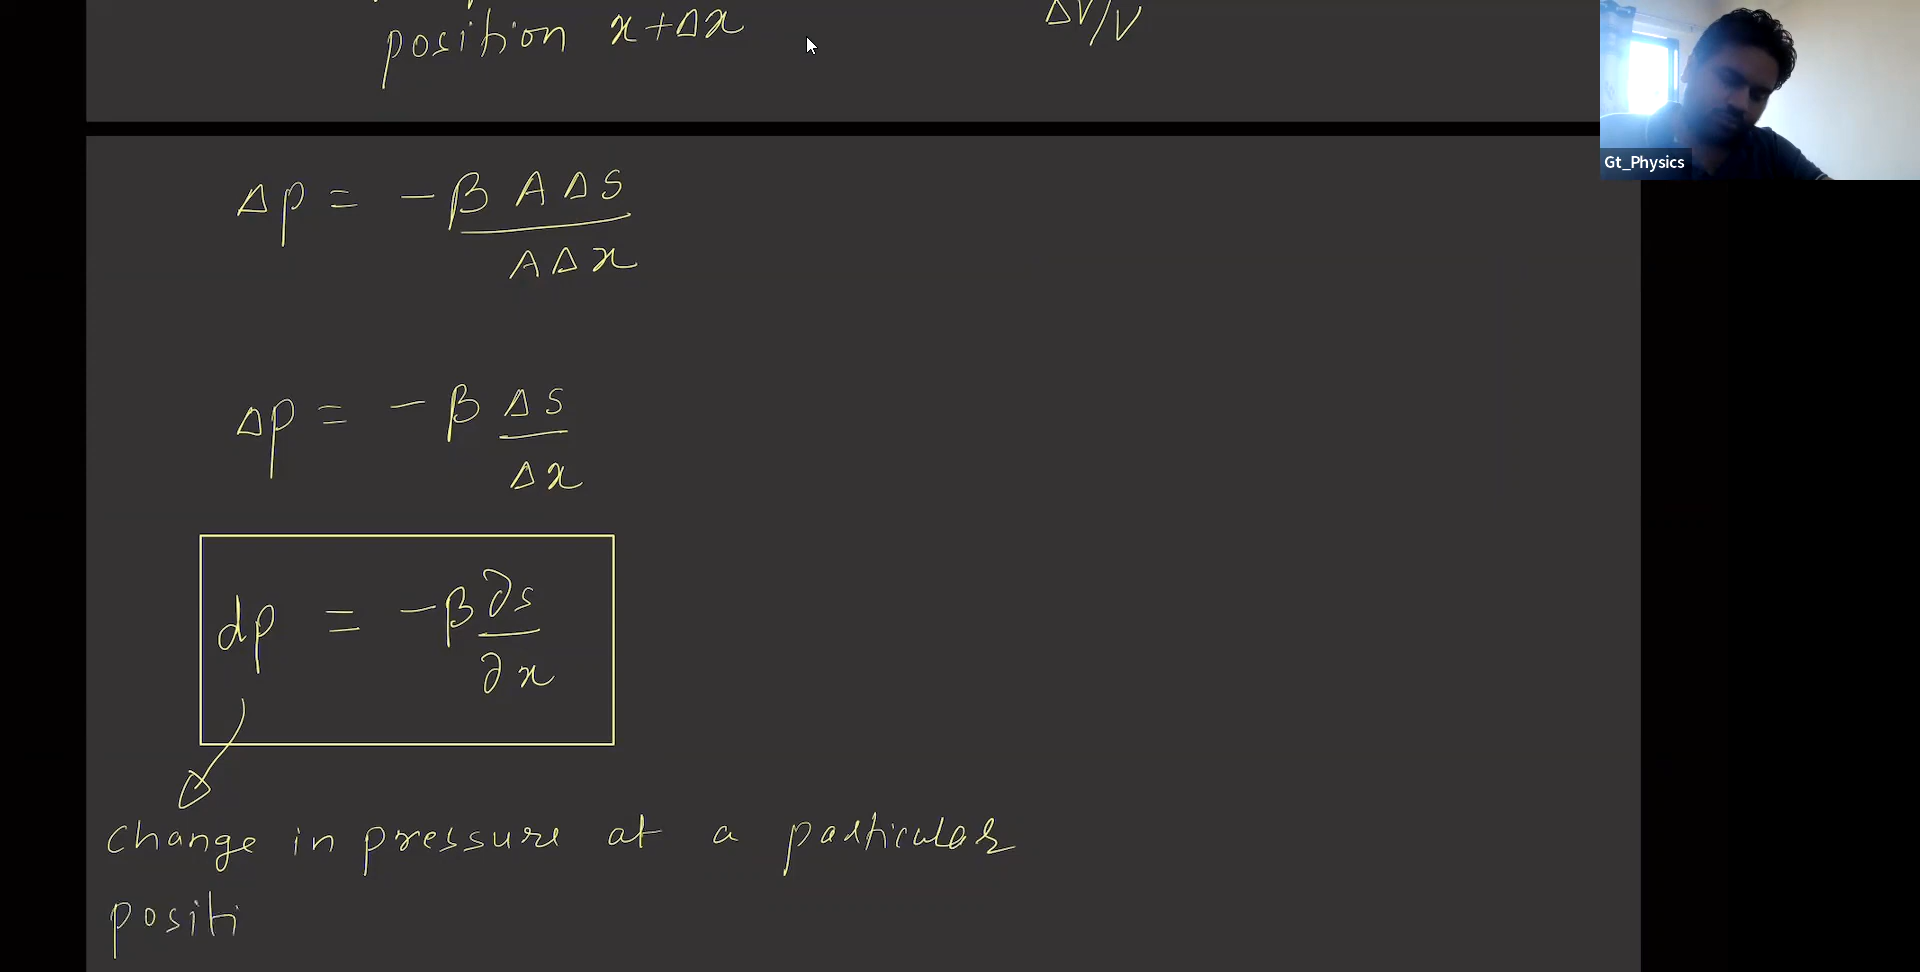 position x+Δx
ΔV/V
Gt_Physics
Δp = -β AΔs
AΔx
Δp = -β Δs
Δx
dp = -β ∂s
∂x
change in pressure at a particular
positi